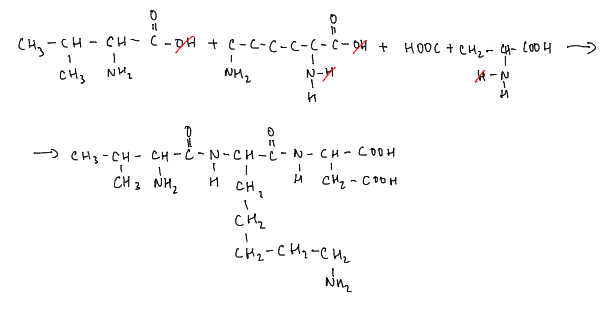 O O
CH3 - CH - CH - C - OH + C - C - C - C - C - C - C - OH + HOOC + CH2 - CH - COOH →
CH3 NH2 NH2 N - H H - N
H H
→ CH3 - CH - CH - C - N - CH - C - N - CH - COOH
O O
CH3 NH2 H CH2 H CH2 - COOH
CH2
CH2 - CH2 - CH2
NH2